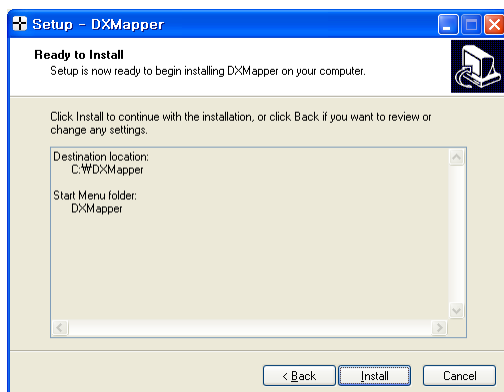 Setup - DXMapper
Ready to Install
Setup is now ready to begin installing DXMapper on your computer.
Click Install to continue with the installation, or click Back if you want to review or
change any settings.
Destination location:
C:₩DXMapper
Start Menu folder:
DXMapper
< Back
Install
Cancel